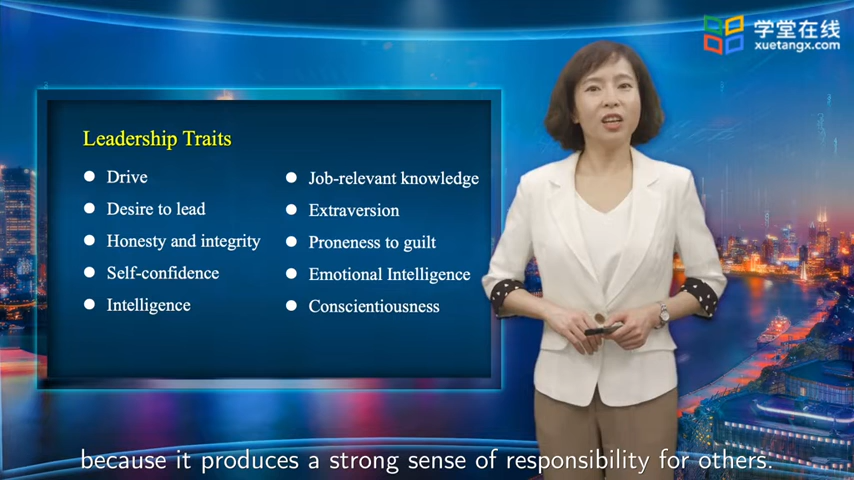 学堂在线
xuetangx.com
Leadership Traits
Drive
Desire to lead
Honesty and integrity
Self-confidence
Intelligence
Job-relevant knowledge
Extraversion
Proneness to guilt
Emotional Intelligence
Conscientiousness
because it produces a strong sense of responsibility for others.